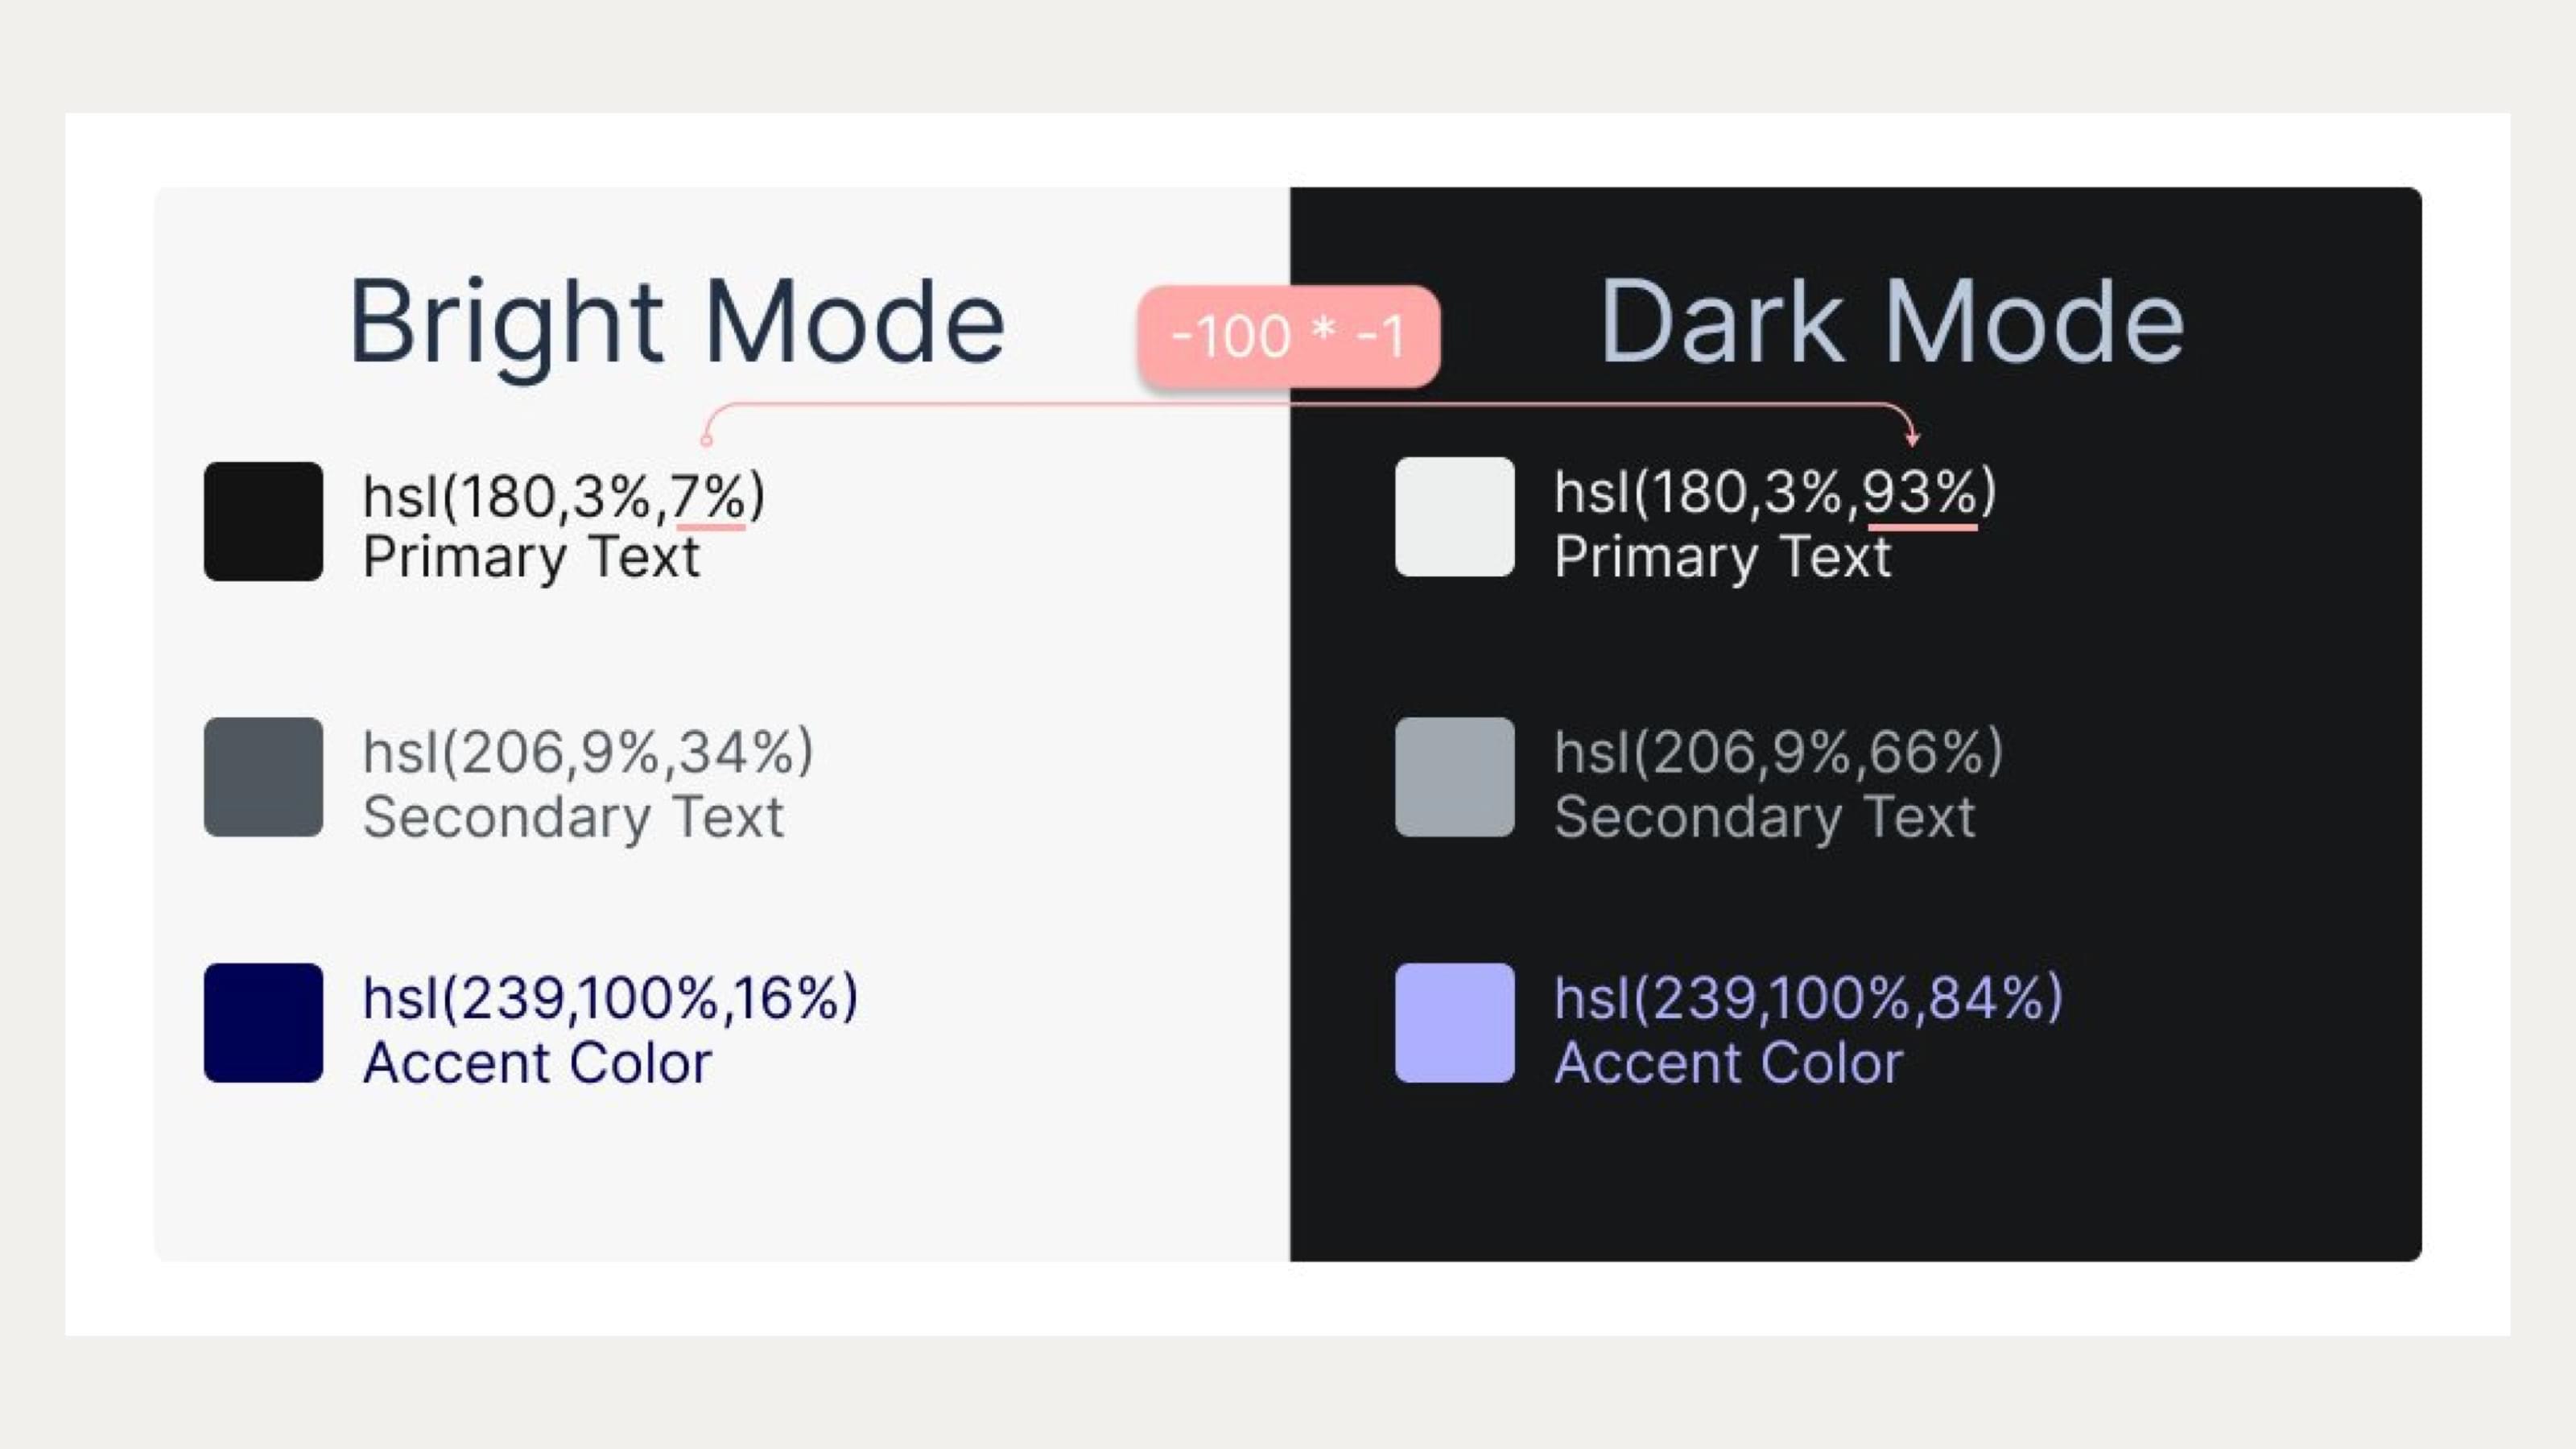 Bright Mode
-100 * -1
Dark Mode
hsl(180,3%,7%)
Primary Text
hsl(206,9%,34%)
Secondary Text
hsl(239,100%,16%)
Accent Color
hsl(180,3%,93%)
Primary Text
hsl(206,9%,66%)
Secondary Text
hsl(239,100%,84%)
Accent Color